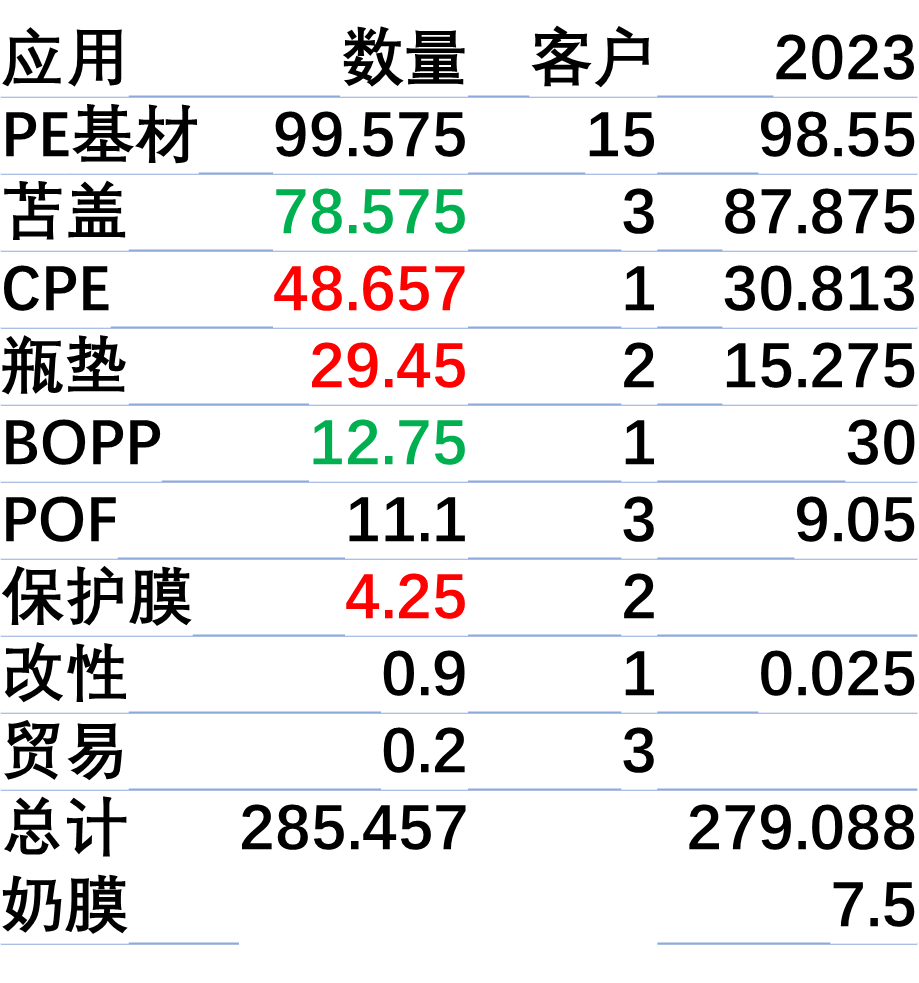 应用 数量 客户 2023
PE基材 99.575 15 98.55
苫盖 78.575 3 87.875
CPE 48.657 1 30.813
瓶垫 29.45 2 15.275
BOPP 12.75 1 30
POF 11.1 3 9.05
保护膜 4.25 2
改性 0.9 1 0.025
贸易 0.2 3
总计 285.457 279.088
奶膜 7.5